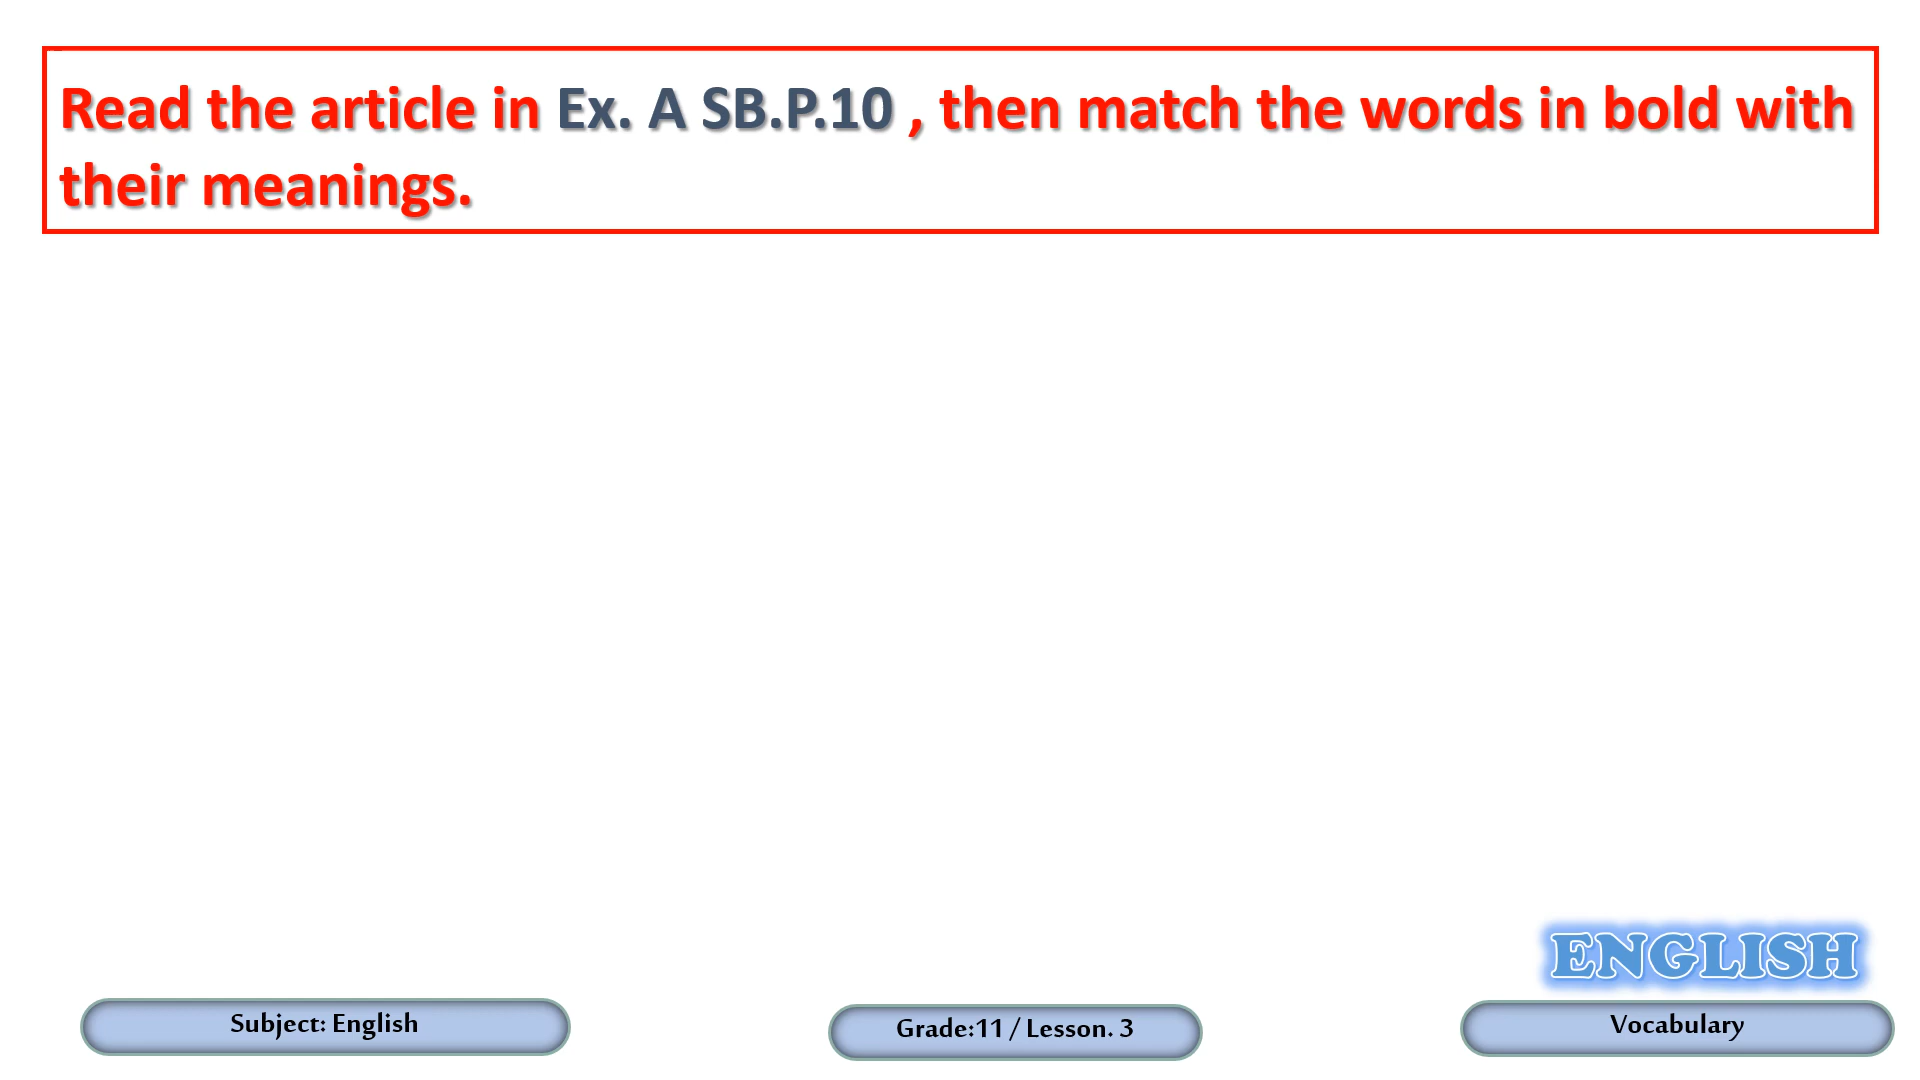 Read the article in Ex. A SB.P.10 , then match the words in bold with
their meanings.
ENGLISH
Subject: English
Grade:11 / Lesson. 3
Vocabulary